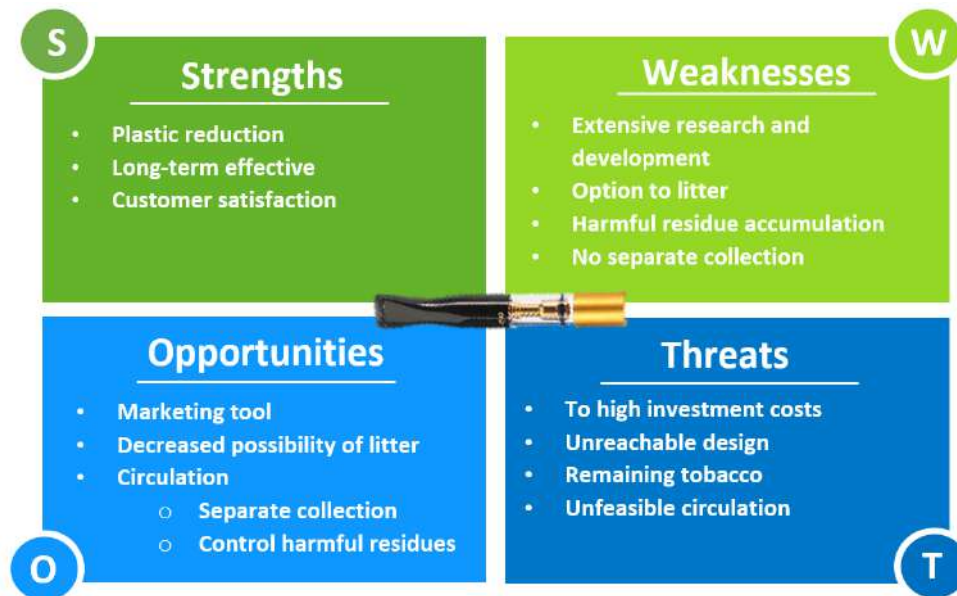 S
Strengths
• Plastic reduction
• Long-term effective
• Customer satisfaction
W
Weaknesses
• Extensive research and
development
• Option to litter
• Harmful residue accumulation
• No separate collection
Opportunities
• Marketing tool
• Decreased possibility of litter
• Circulation
o Separate collection
o Control harmful residues
O
Threats
• To high investment costs
• Unreachable design
• Remaining tobacco
• Unfeasible circulation
T